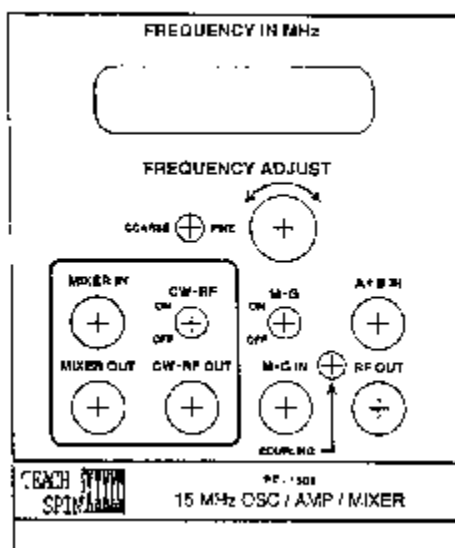 FREQUENCY IN MHz
FREQUENCY ADJUST
COARSE FINE
MIXER IN
CW-RF
ON
OFF
M-G
ON
OFF
A+B IN
MIXER OUT
CW-RF OUT
M-G IN
RF OUT
COUPLING
TEACH
SPIN
15 MHz OSC / AMP / MIXER